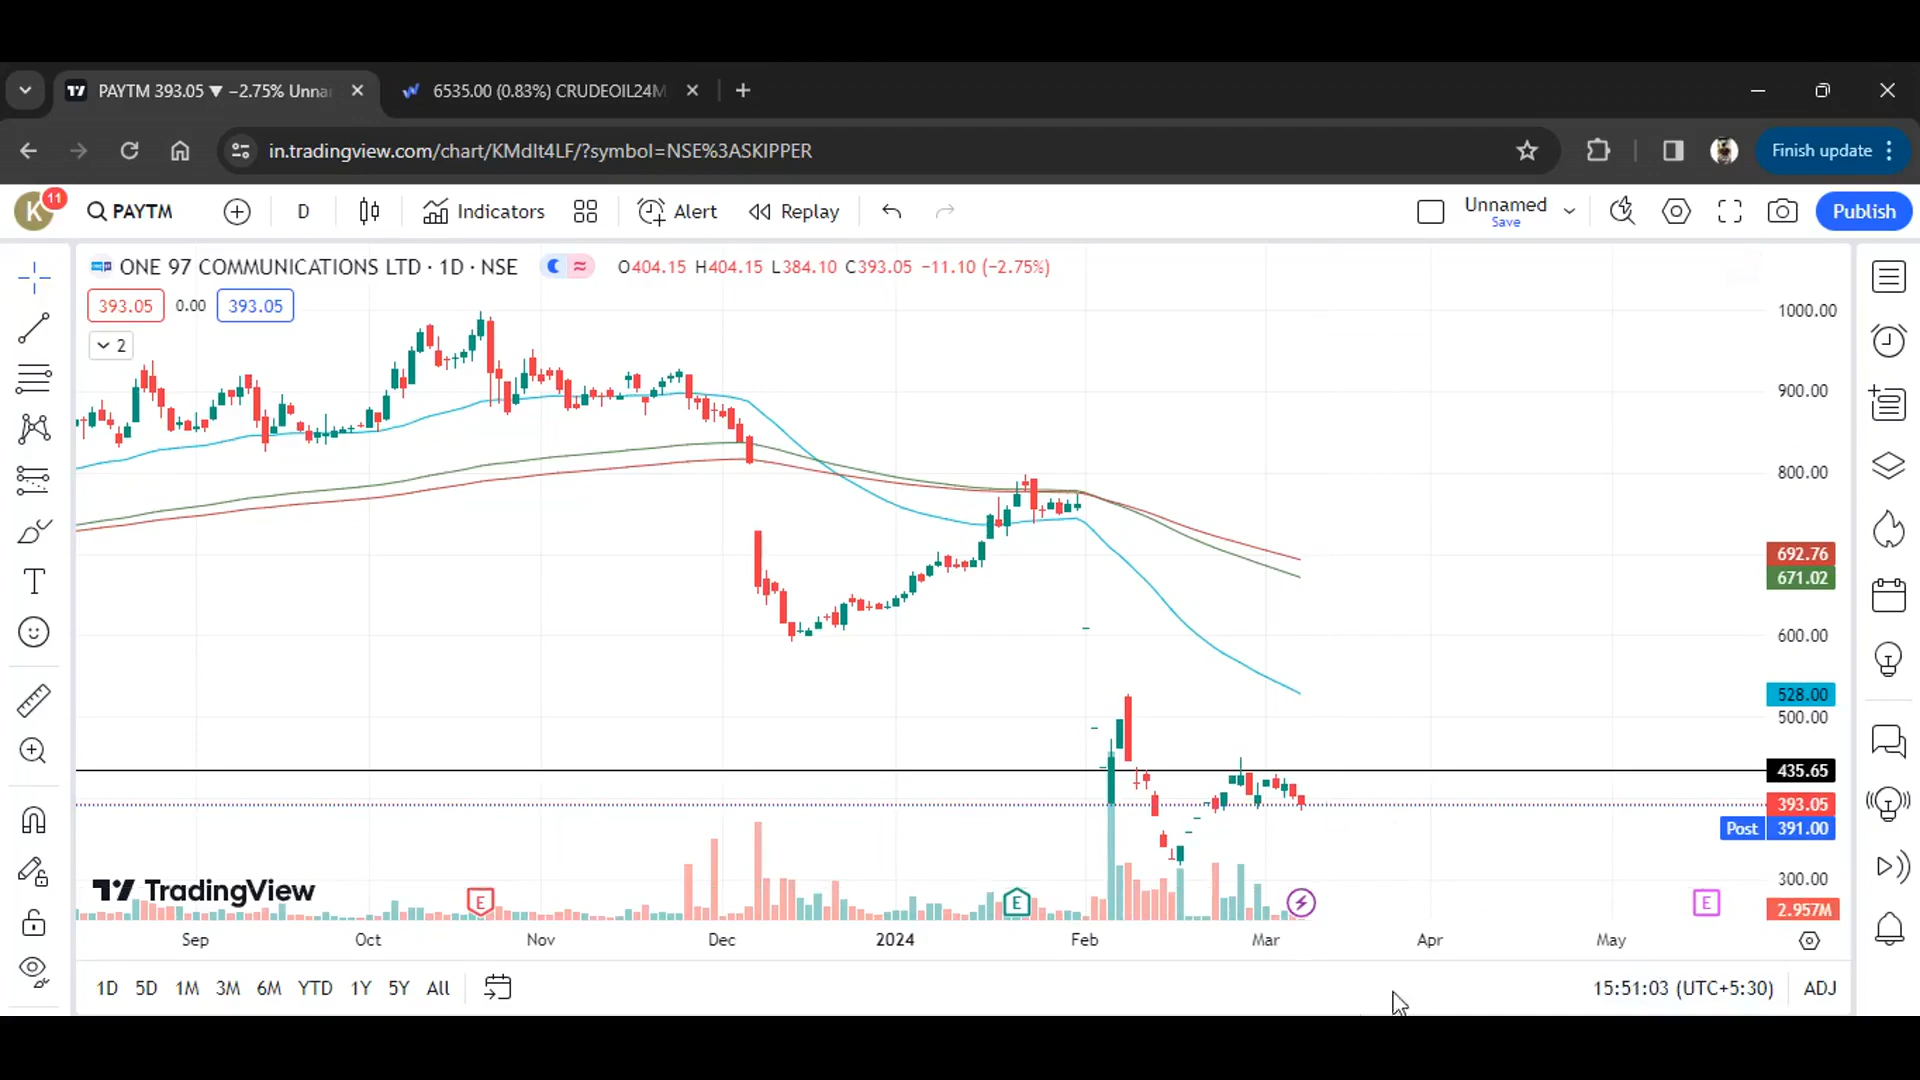 PAYTM 393.05 ▼ −2.75% Unna
6535.00 (0.83%) CRUDEOIL24M
in.tradingview.com/chart/KMdIt4LF/?symbol=NSE%3ASKIPPER
Finish update
K 11 PAYTM D Indicators Alert Replay Unnamed Save Publish
ONE 97 COMMUNICATIONS LTD · 1D · NSE O404.15 H404.15 L384.10 C393.05 −11.10 (−2.75%)
393.05 0.00 393.05
2
1000.00
900.00
800.00
692.76
671.02
600.00
528.00
500.00
435.65
393.05
Post 391.00
300.00
2.957M
TradingView
E E E
Sep Oct Nov Dec 2024 Feb Mar Apr May
1D 5D 1M 3M 6M YTD 1Y 5Y All 15:51:03 (UTC+5:30) ADJ